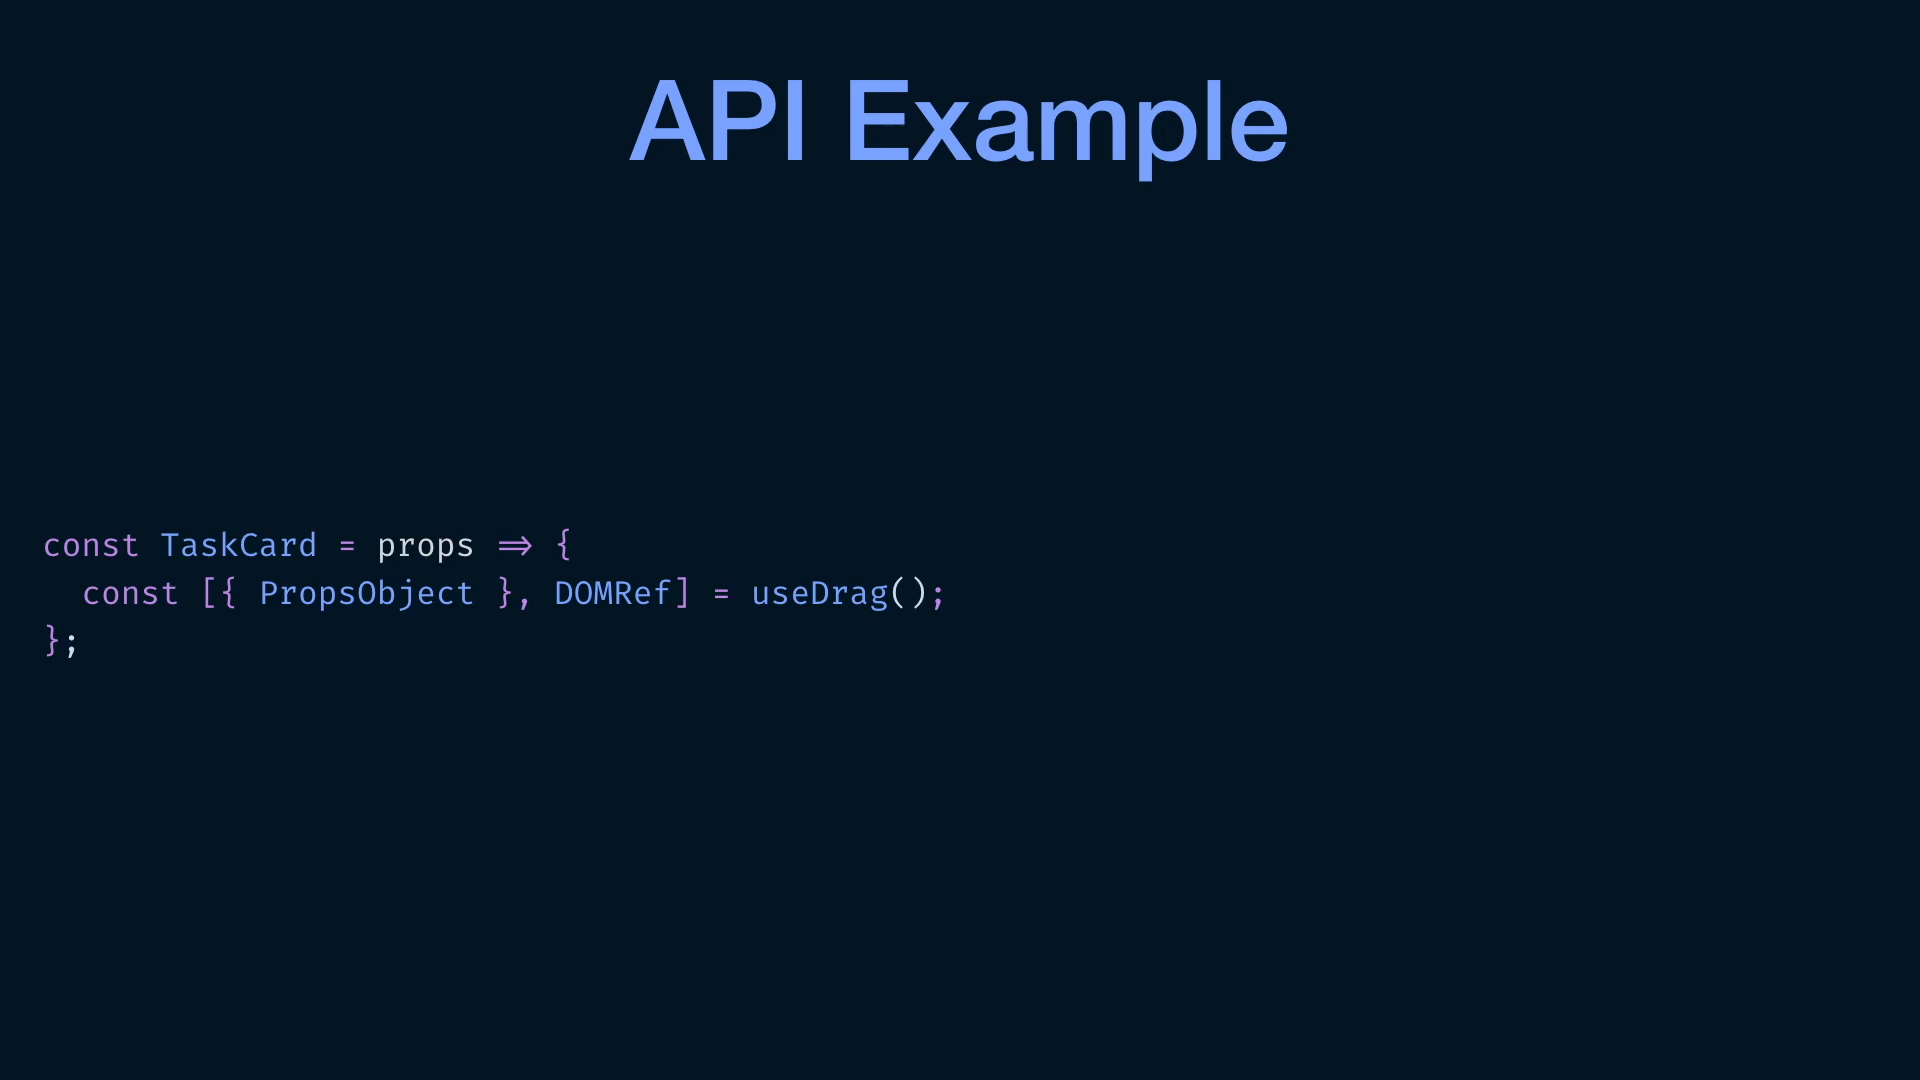 API Example
const TaskCard = props => {
  const [{ PropsObject }, DOMRef] = useDrag();
};